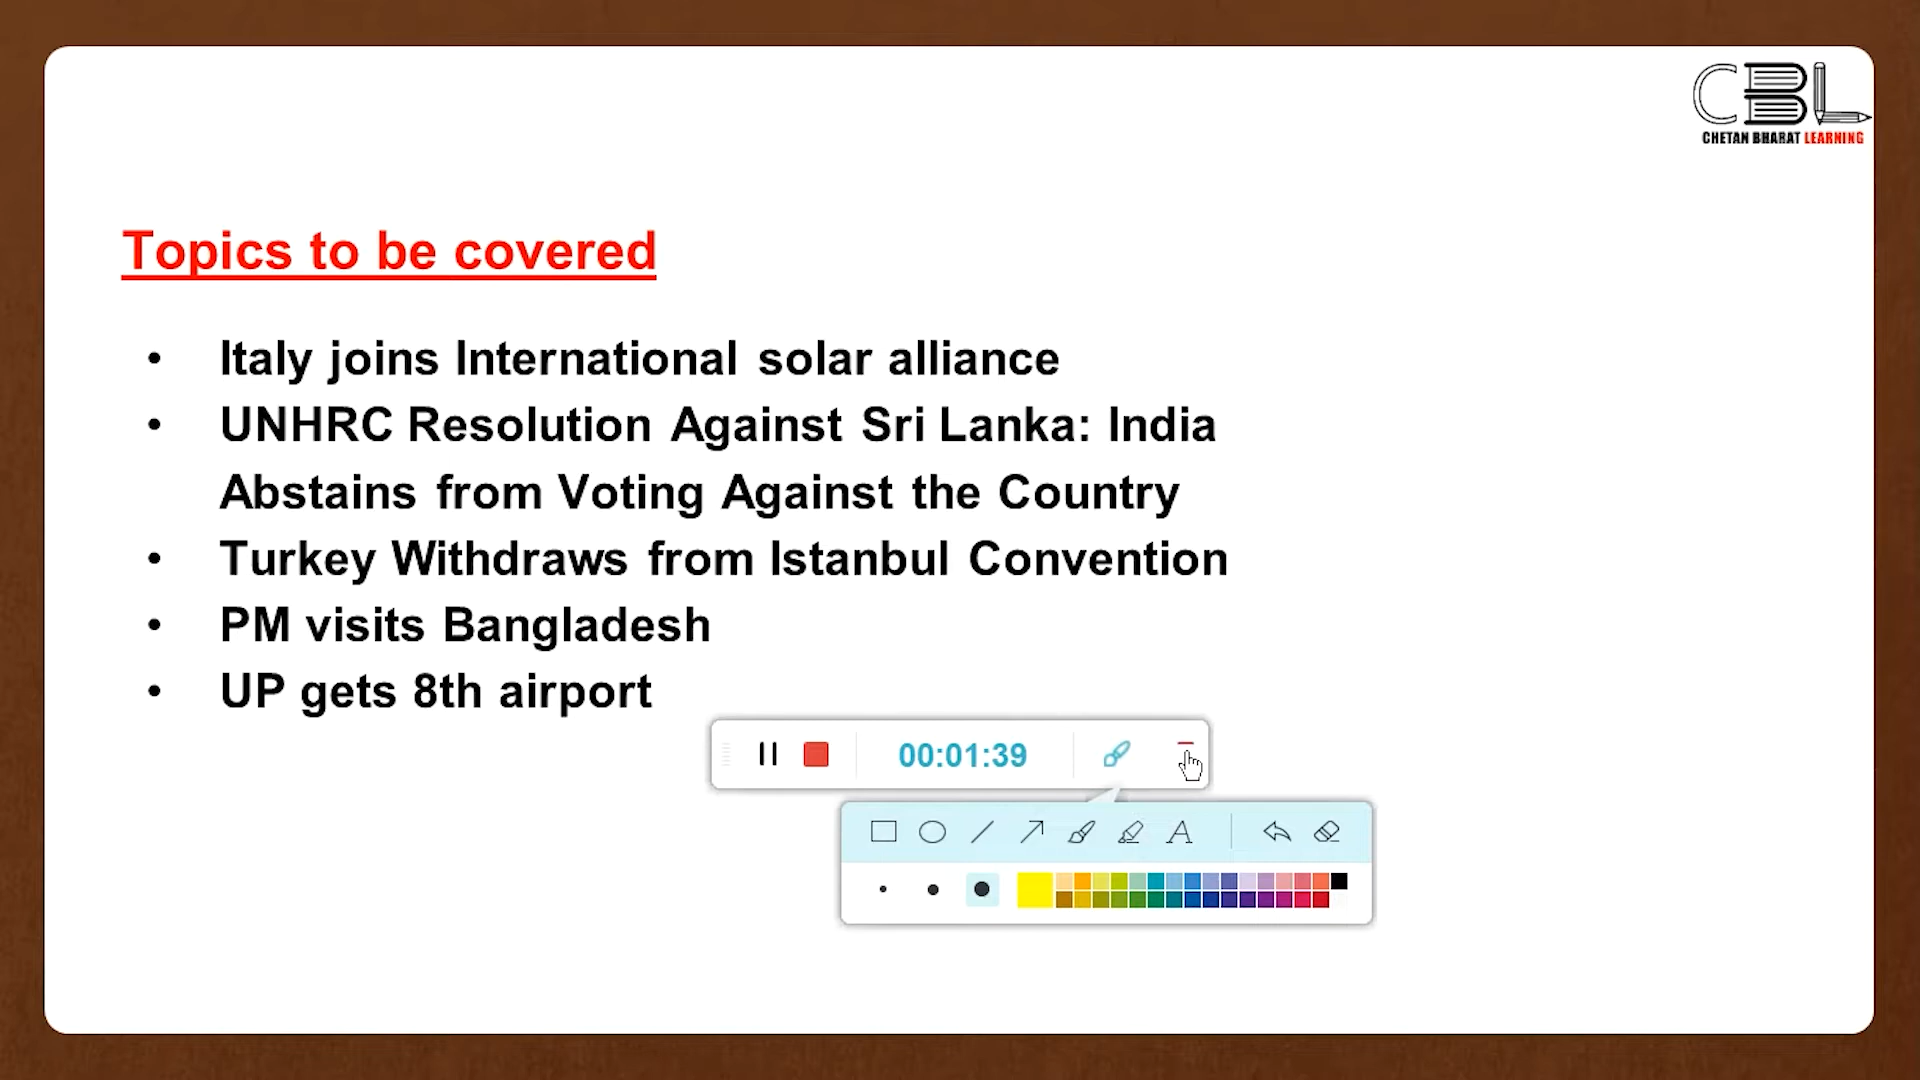 CBL
CHETAN BHARAT LEARNING
Topics to be covered
• Italy joins International solar alliance
• UNHRC Resolution Against Sri Lanka: India
Abstains from Voting Against the Country
• Turkey Withdraws from Istanbul Convention
• PM visits Bangladesh
• UP gets 8th airport
00:01:39
A